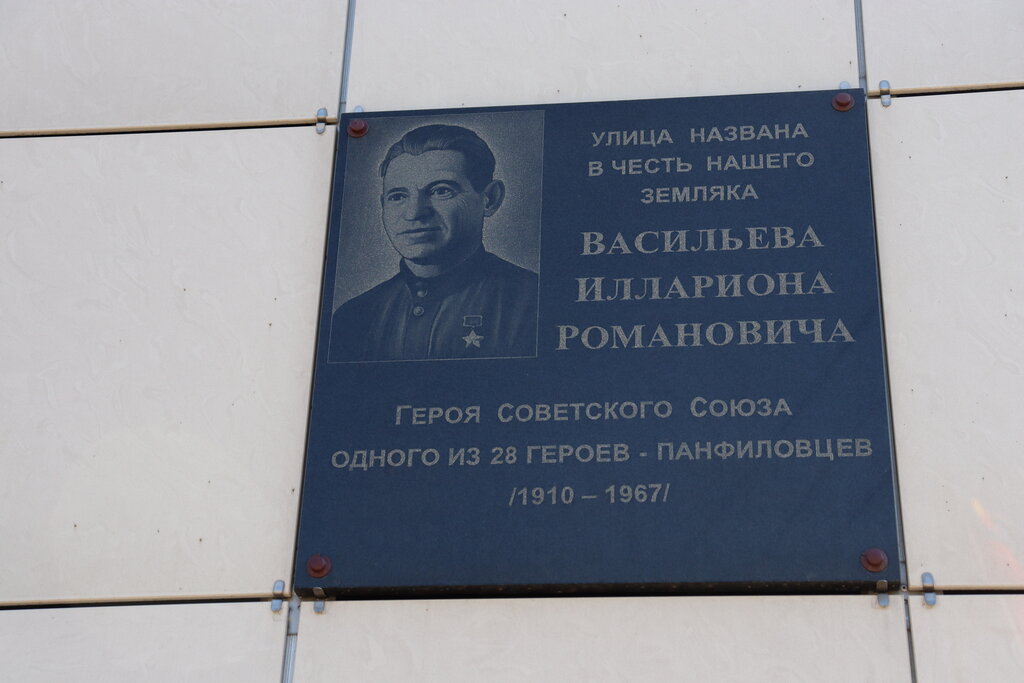 УЛИЦА НАЗВАНА
В ЧЕСТЬ НАШЕГО
ЗЕМЛЯКА
ВАСИЛЬЕВА
ИЛЛАРИОНА
РОМАНОВИЧА
ГЕРОЯ СОВЕТСКОГО СОЮЗА
ОДНОГО ИЗ 28 ГЕРОЕВ - ПАНФИЛОВЦЕВ
/1910 – 1967/